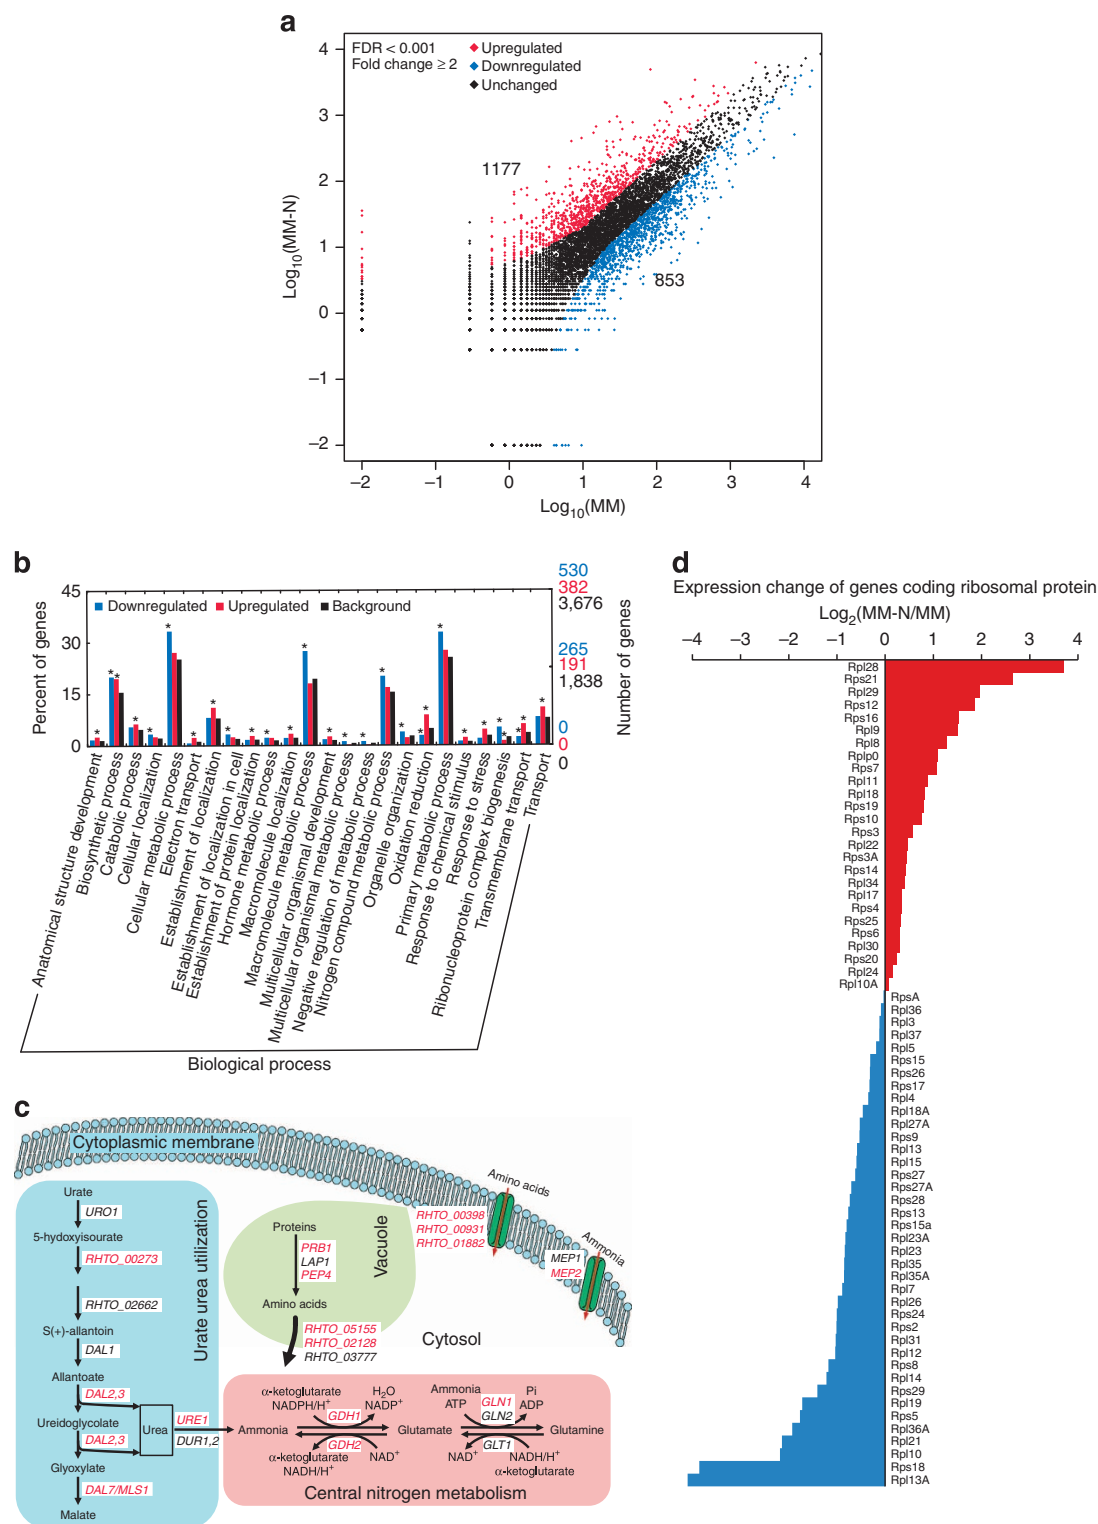 a
FDR < 0.001
Fold change ≥ 2
Upregulated
Downregulated
Unchanged
4
3
2
1
0
−1
−2
Log10(MM-N)
1177
853
−2
−1
0
1
2
3
4
Log10(MM)
b
45
30
15
0
Percent of genes
Downregulated
Upregulated
Background
530
382
3,676
265
191
1,838
0
0
0
Number of genes
Anatomical structure development
Biosynthetic process
Catabolic process
Cellular localization
Cellular metabolic process
Electron transport
Establishment of localization
Establishment of localization in cell
Establishment of protein localization
Hormone metabolic process
Macromolecule localization
Macromolecule metabolic process
Multicellular organismal development
Multicellular organismal metabolic process
Negative regulation of metabolic process
Nitrogen compound metabolic process
Organelle organization
Oxidation reduction
Primary metabolic process
Response to chemical stimulus
Response to stress
Ribonucleoprotein complex biogenesis
Transmembrane transport
Transport
Biological process
c
Cytoplasmic membrane
Urate urea utilization
Urate
URO1
5-hdoxyisourate
RHTO_00273
RHTO_02662
S(+)-allantoin
DAL1
Allantoate
DAL2,3
Ureidoglycolate
DAL2,3
Glyoxylate
DAL7/MLS1
Malate
Urea
URE1
DUR1,2
Vacuole
Proteins
PRB1
LAP1
PEP4
Amino acids
RHTO_05155
RHTO_02128
RHTO_03777
Cytosol
Amino acids
RHTO_00398
RHTO_00931
RHTO_01882
Ammonia
MEP1
MEP2
α-ketoglutarate
NADPH/H+
H2O
NADP+
GDH1
Ammonia
Glutamate
GDH2
α-ketoglutarate
NADH/H+
NAD+
Ammonia
ATP
GLN1
GLN2
Pi
ADP
Glutamine
GLT1
NAD+
NADH/H+
α-ketoglutarate
Central nitrogen metabolism
d
Expression change of genes coding ribosomal protein
Log2(MM-N/MM)
−4
−3
−2
−1
0
1
2
3
4
Rpl28
Rps21
Rpl29
Rps12
Rps16
Rpl9
Rpl8
Rplp0
Rps7
Rpl11
Rpl18
Rps19
Rps10
Rps3
Rpl22
Rps3A
Rps14
Rpl34
Rpl17
Rps4
Rps25
Rps6
Rpl30
Rps20
Rpl24
Rpl10A
RpsA
Rpl36
Rpl3
Rpl37
Rpl5
Rps15
Rps26
Rps17
Rpl4
Rpl18A
Rpl27A
Rps9
Rpl13
Rpl15
Rps27
Rps27A
Rps28
Rps13
Rps15a
Rpl23A
Rpl23
Rpl35
Rpl35A
Rpl7
Rpl26
Rps24
Rps2
Rpl31
Rpl12
Rps8
Rpl14
Rps29
Rpl19
Rps5
Rpl36A
Rpl21
Rpl10
Rps18
Rpl13A